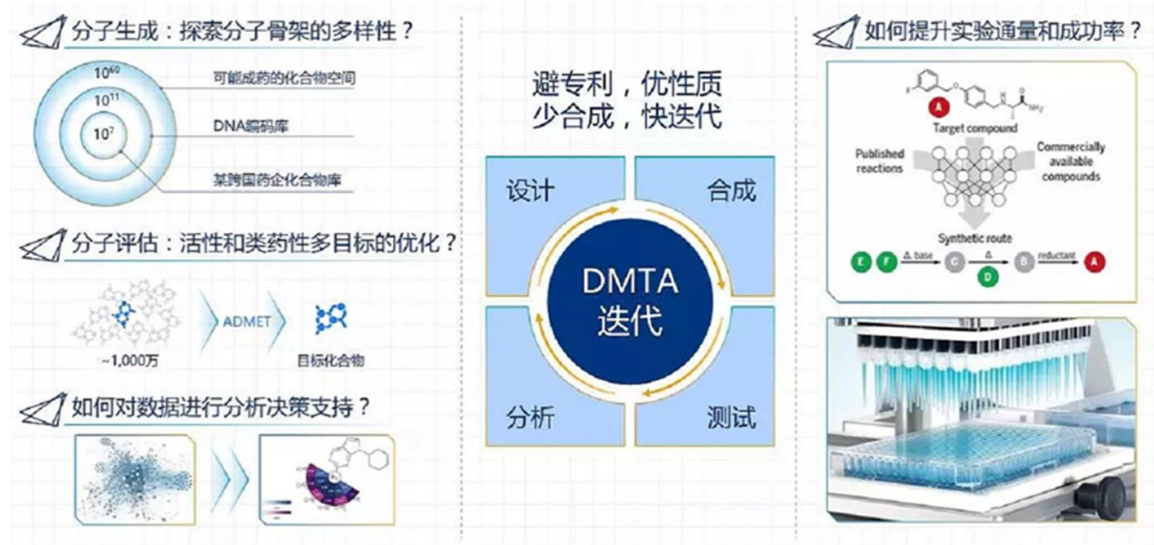 分子生成：探索分子骨架的多样性？
10⁶⁰
可能成药的化合物空间
10¹¹
DNA编码库
10⁷
某跨国药企化合物库
分子评估：活性和类药性多目标的优化？
ADMET
~1,000万
目标化合物
如何对数据进行分析决策支持？
避专利，优性质
少合成，快迭代
设计
合成
DMTA
迭代
分析
测试
如何提升实验通量和成功率？
F
O
H
N
O
NH₂
A
Target compound
Published
reactions
Commercially
available
compounds
Synthetic route
E
F
Δ, base
C
Δ
D
B
reductant
A